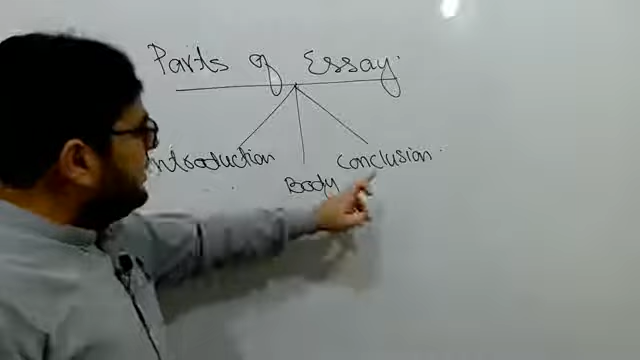 Parts of Essay.
Introduction
Conclusion.
Body